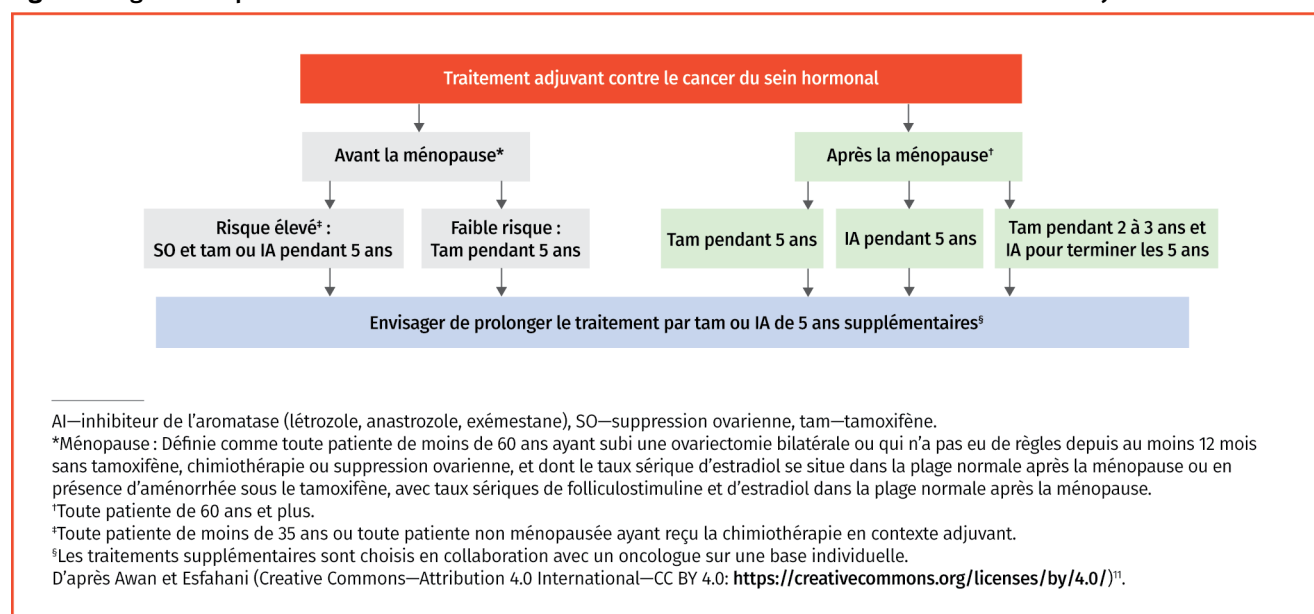 Traitement adjuvant contre le cancer du sein hormonal
Avant la ménopause*
Après la ménopause†
Risque élevé‡ :
SO et tam ou IA pendant 5 ans
Faible risque :
Tam pendant 5 ans
Tam pendant 5 ans
IA pendant 5 ans
Tam pendant 2 à 3 ans et
IA pour terminer les 5 ans
Envisager de prolonger le traitement par tam ou IA de 5 ans supplémentaires§
AI—inhibiteur de l’aromatase (létrozole, anastrozole, exémestane), SO—suppression ovarienne, tam—tamoxifène.
*Ménopause : Définie comme toute patiente de moins de 60 ans ayant subi une ovariectomie bilatérale ou qui n’a pas eu de règles depuis au moins 12 mois
sans tamoxifène, chimiothérapie ou suppression ovarienne, et dont le taux sérique d’estradiol se situe dans la plage normale après la ménopause ou en
présence d’aménorrhée sous le tamoxifène, avec taux sériques de folliculostimuline et d’estradiol dans la plage normale après la ménopause.
†Toute patiente de 60 ans et plus.
‡Toute patiente de moins de 35 ans ou toute patiente non ménopausée ayant reçu la chimiothérapie en contexte adjuvant.
§Les traitements supplémentaires sont choisis en collaboration avec un oncologue sur une base individuelle.
D’après Awan et Esfahani (Creative Commons—Attribution 4.0 International—CC BY 4.0: https://creativecommons.org/licenses/by/4.0/)11.